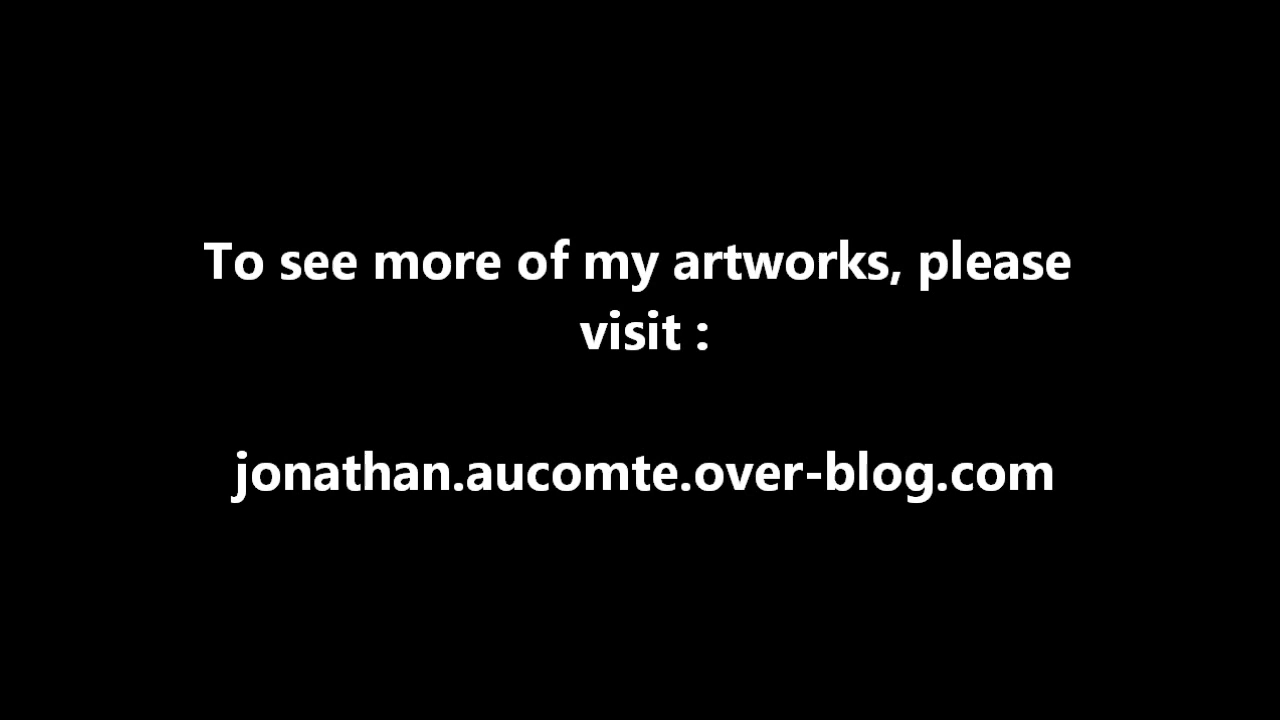 To see more of my artworks, please
visit :
jonathan.aucomte.over-blog.com